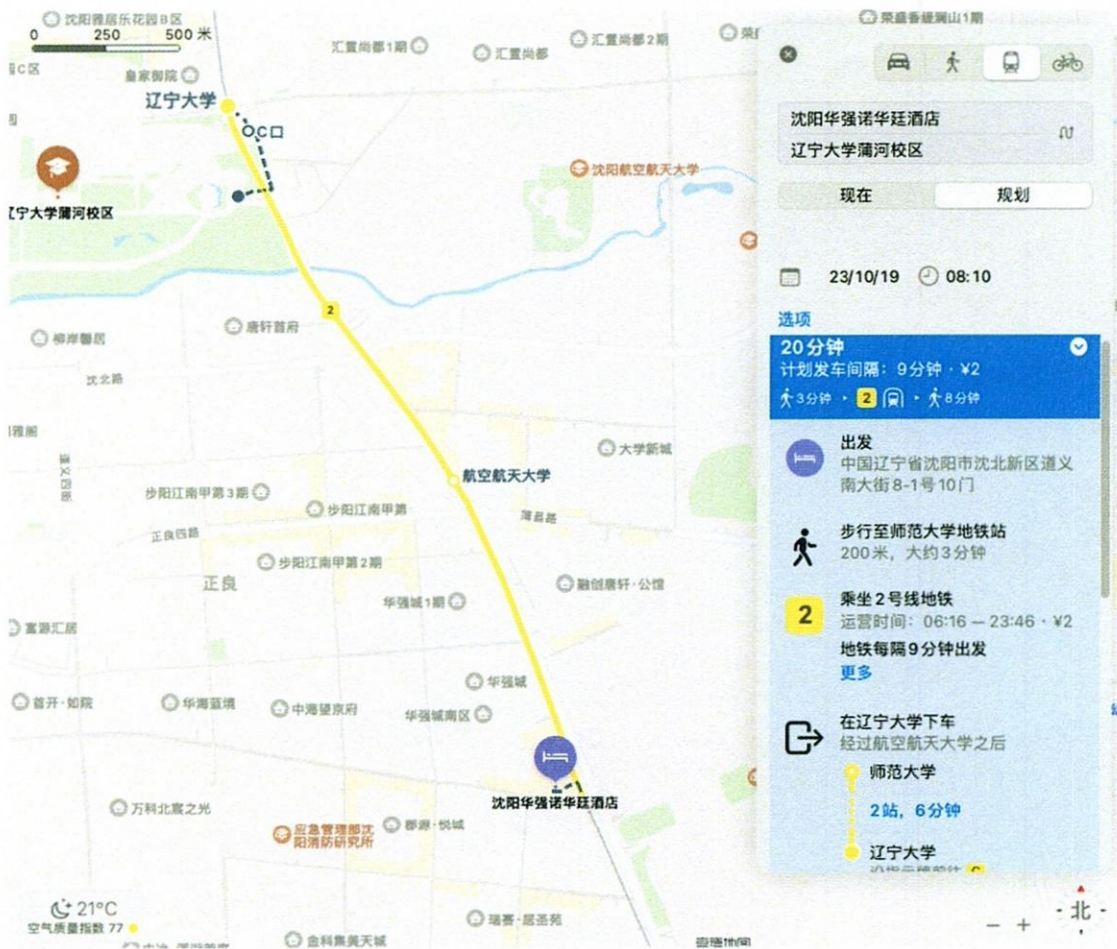 沈阳雅居乐花园B区
0 250 500 米
汇置尚都1期
汇置尚都
汇置尚都2期
荣盛香缇澜山1期
皇家御院
辽宁大学
C口
沈阳航空航天大学
辽宁大学蒲河校区
2
唐轩首府
柳岸馨居
沈北路
大学新城
航空航天大学
步阳江南甲第3期
步阳江南甲第
蒲昌路
正良四路
步阳江南甲第2期
正良
融创唐轩·公馆
华强城1期
富源汇居
华强城
首开·如院
华海蓝境
中海望京府
华强城南区
沈阳华强诺华廷酒店
万科北宸之光
应急管理部沈
阳消防研究所
郡源·悦城
21°C
空气质量指数 77
瑞赛·居圣苑
金科集美天城
高德地图
北
沈阳华强诺华廷酒店
辽宁大学蒲河校区
现在
规划
23/10/19 08:10
选项
20分钟
计划发车间隔：9分钟 · ¥2
3分钟 2 8分钟
出发
中国辽宁省沈阳市沈北新区道义
南大街8-1号10门
步行至师范大学地铁站
200米，大约3分钟
2
乘坐2号线地铁
运营时间：06:16 — 23:46 · ¥2
地铁每隔9分钟出发
更多
在辽宁大学下车
经过航空航天大学之后
师范大学
2站，6分钟
辽宁大学